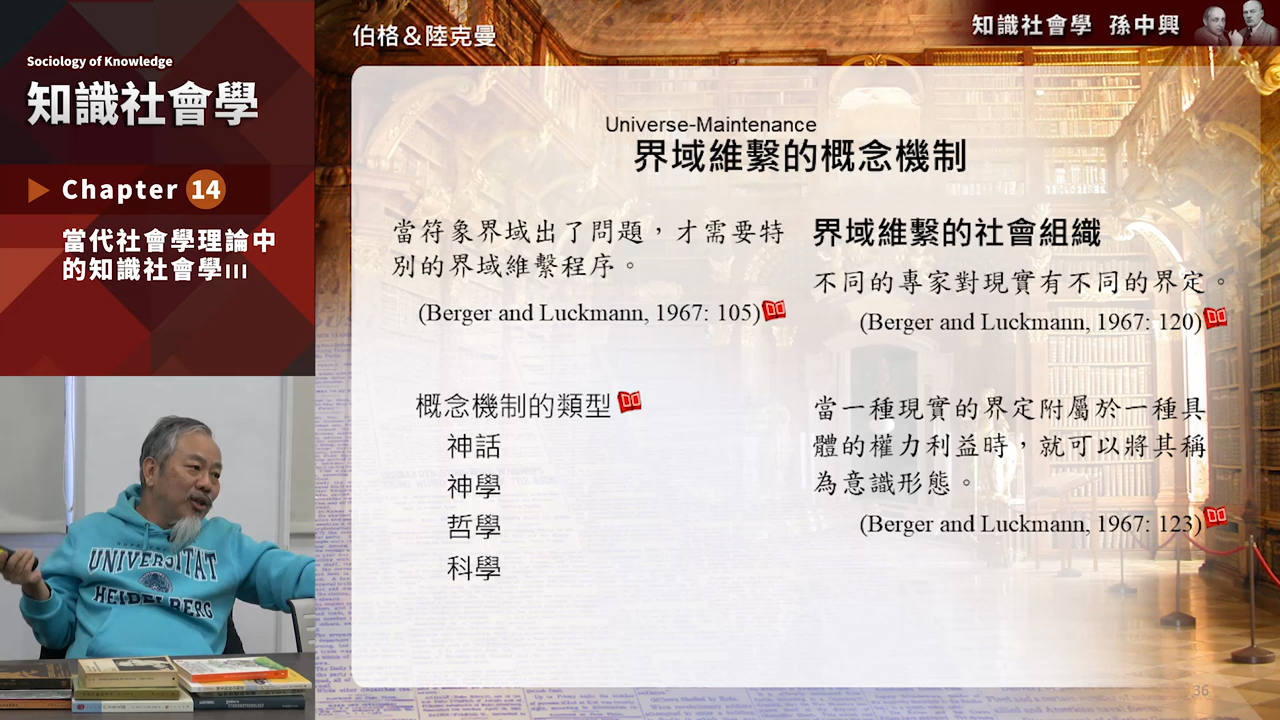 Sociology of Knowledge
知識社會學
Chapter 14
當代社會學理論中
的知識社會學III
伯格＆陸克曼
知識社會學 孫中興
Universe-Maintenance
界域維繫的概念機制
當符象界域出了問題，才需要特
別的界域維繫程序。
(Berger and Luckmann, 1967: 105)
概念機制的類型
神話
神學
哲學
科學
界域維繫的社會組織
不同的專家對現實有不同的界定。
(Berger and Luckmann, 1967: 120)
當一種現實的界定附屬於一種具
體的權力利益時，就可以將其稱
為意識形態。
(Berger and Luckmann, 1967: 123)
UNIVERSITÄT
HEIDELBERG
36